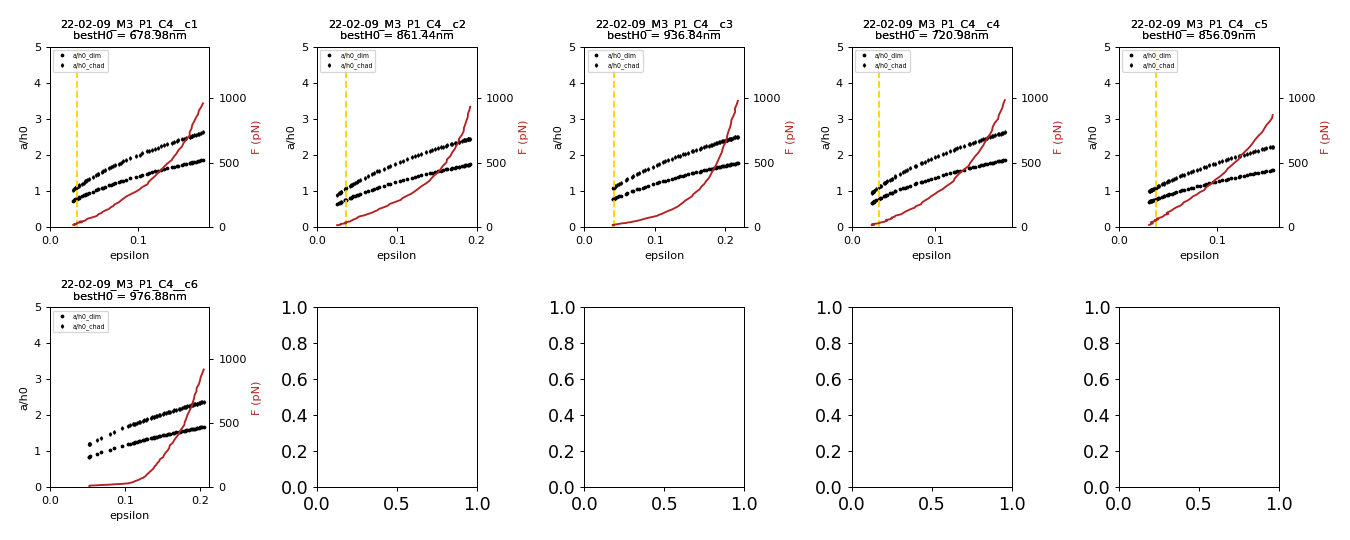 22-02-09_M3_P1_C4__c1
bestH0 = 678.98nm
22-02-09_M3_P1_C4__c2
bestH0 = 861.44nm
22-02-09_M3_P1_C4__c3
bestH0 = 936.84nm
22-02-09_M3_P1_C4__c4
bestH0 = 720.98nm
22-02-09_M3_P1_C4__c5
bestH0 = 856.09nm
a/h0_dim
a/h0_chad
a/h0_dim
a/h0_chad
a/h0_dim
a/h0_chad
a/h0_dim
a/h0_chad
a/h0_dim
a/h0_chad
5
4
3
2
1
0
a/h0
1000
500
0
F (pN)
0.0 0.1
epsilon
5
4
3
2
1
0
a/h0
1000
500
0
F (pN)
0.0 0.1 0.2
epsilon
5
4
3
2
1
0
a/h0
1000
500
0
F (pN)
0.0 0.1 0.2
epsilon
5
4
3
2
1
0
a/h0
1000
500
0
F (pN)
0.0 0.1
epsilon
5
4
3
2
1
0
a/h0
1000
500
0
F (pN)
0.0 0.1
epsilon
22-02-09_M3_P1_C4__c6
bestH0 = 976.88nm
a/h0_dim
a/h0_chad
5
4
3
2
1
0
a/h0
1000
500
0
F (pN)
0.0 0.1 0.2
epsilon
1.0
0.8
0.6
0.4
0.2
0.0
0.0 0.5 1.0
1.0
0.8
0.6
0.4
0.2
0.0
0.0 0.5 1.0
1.0
0.8
0.6
0.4
0.2
0.0
0.0 0.5 1.0
1.0
0.8
0.6
0.4
0.2
0.0
0.0 0.5 1.0